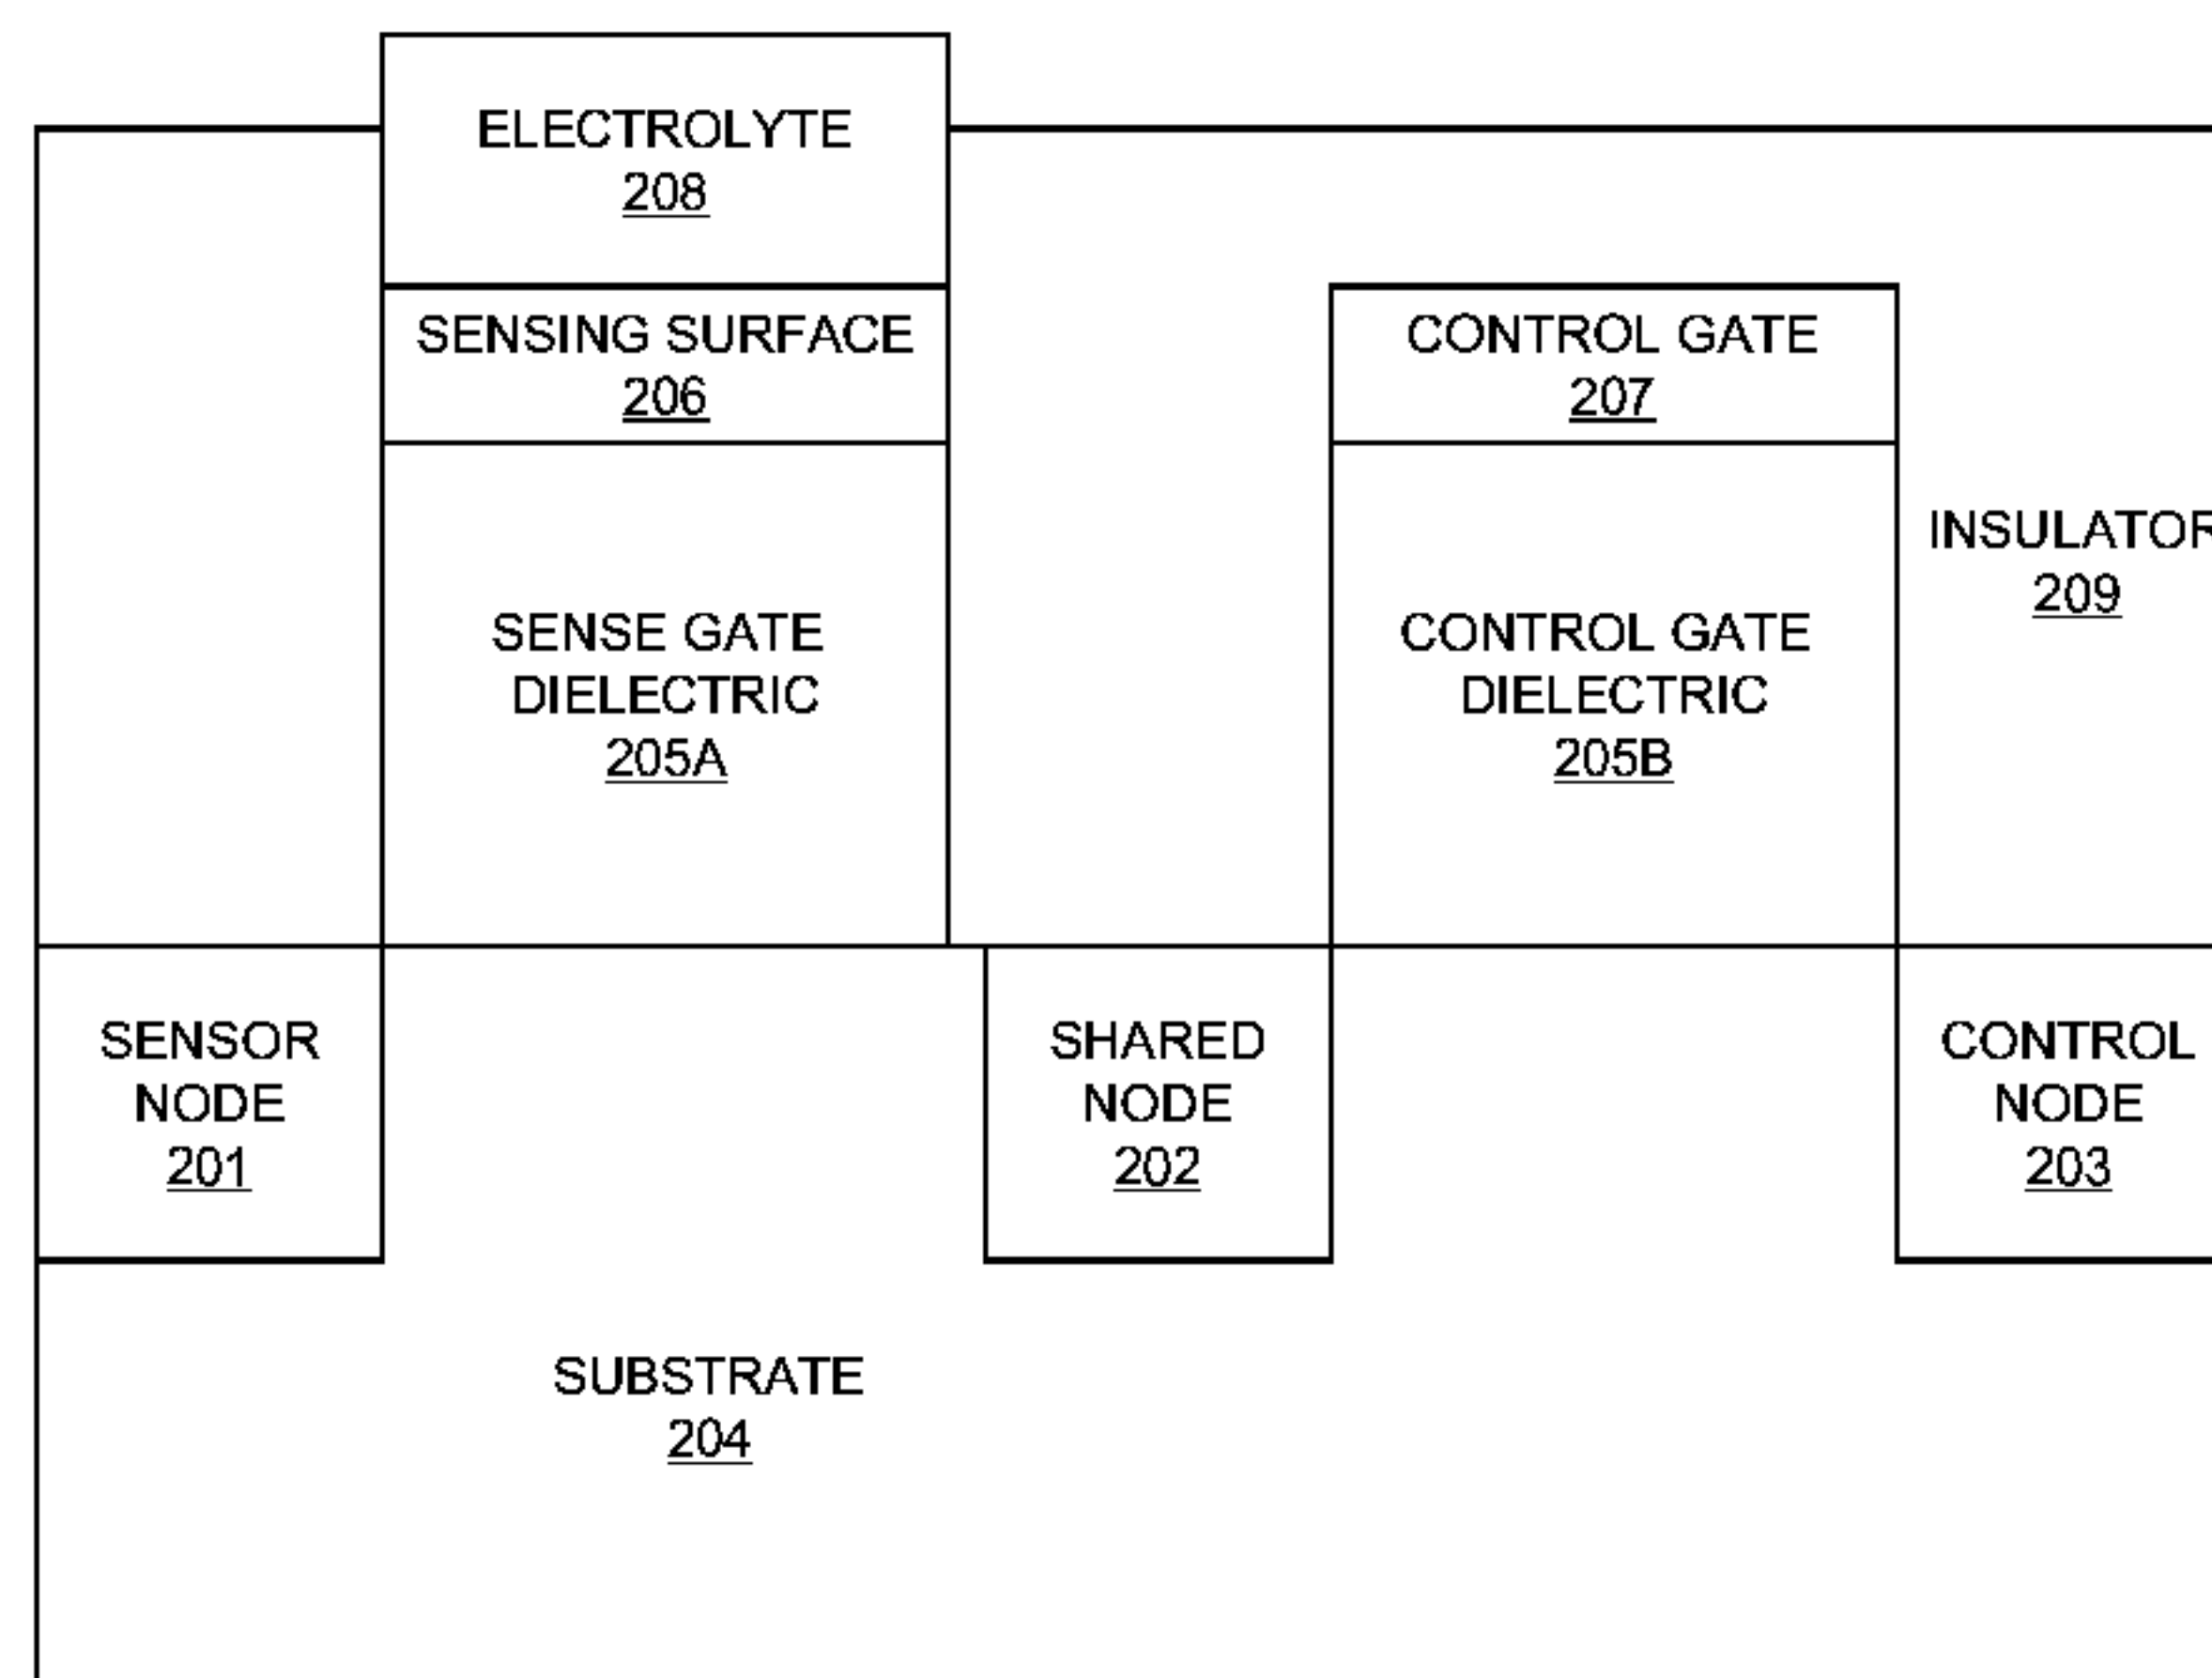 ELECTROLYTE
208
SENSING SURFACE
206
CONTROL GATE
207
INSULATOR
209
SENSE GATE
DIELECTRIC
205A
CONTROL GATE
DIELECTRIC
205B
SENSOR
NODE
201
SHARED
NODE
202
CONTROL
NODE
203
SUBSTRATE
204